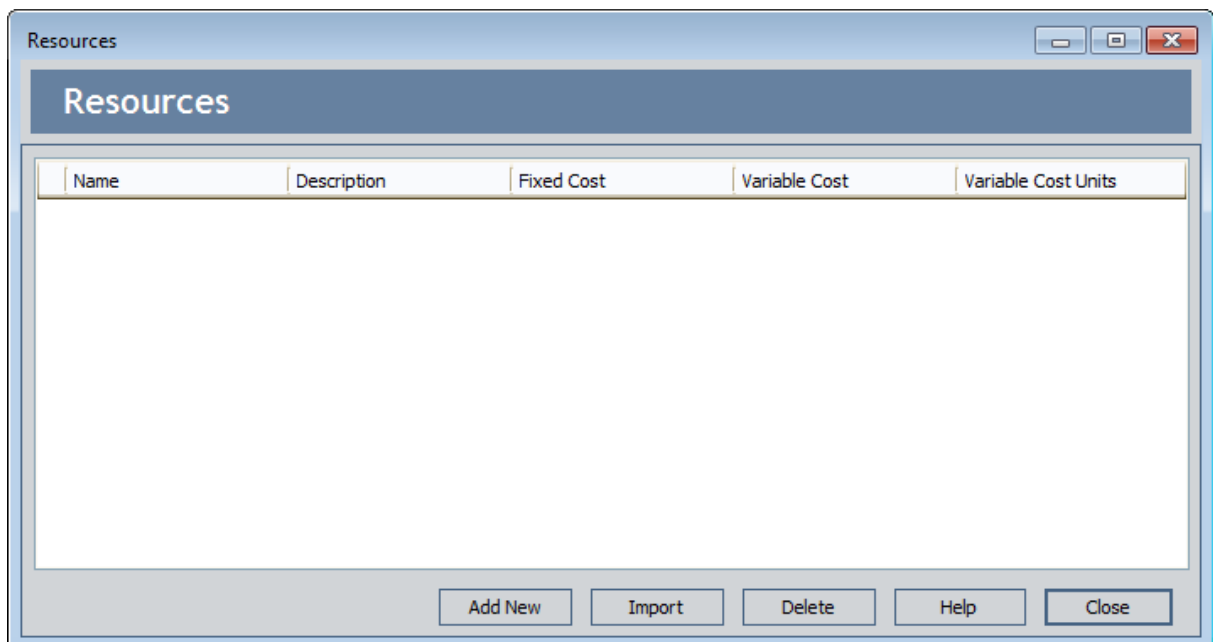 Resources
Resources
Name Description Fixed Cost Variable Cost Variable Cost Units
Add New Import Delete Help Close